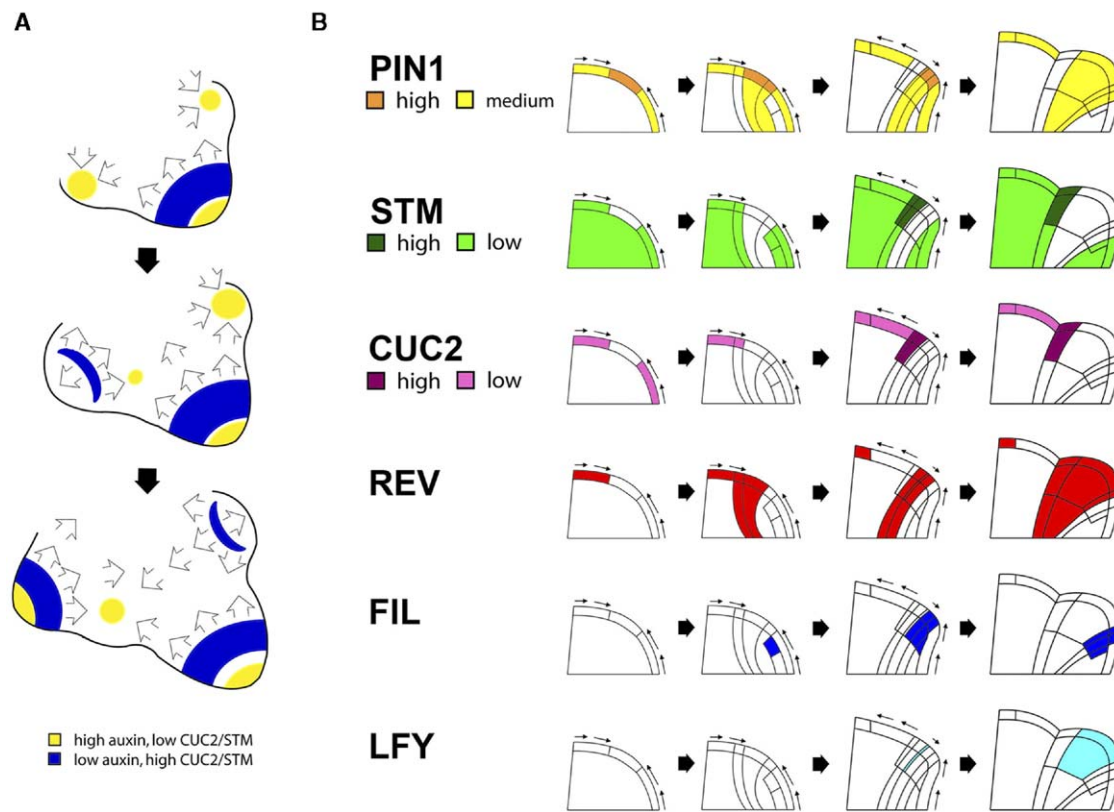 A
B
PIN1
high medium
STM
high low
CUC2
high low
REV
FIL
LFY
high auxin, low CUC2/STM
low auxin, high CUC2/STM